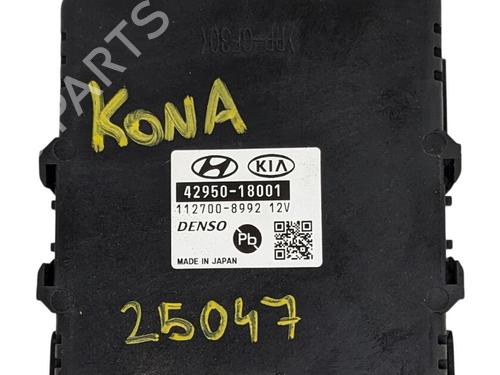 KONA
KIA
42950-18001
112700-8992 12V
DENSO Pb
MADE IN JAPAN
25047